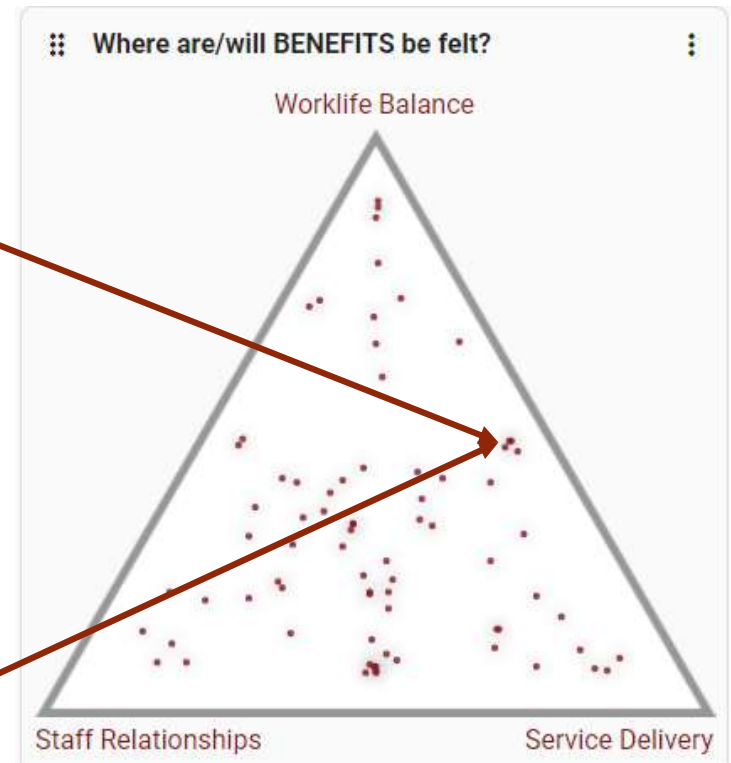 Where are/will BENEFITS be felt?
Worklife Balance
Staff Relationships
Service Delivery